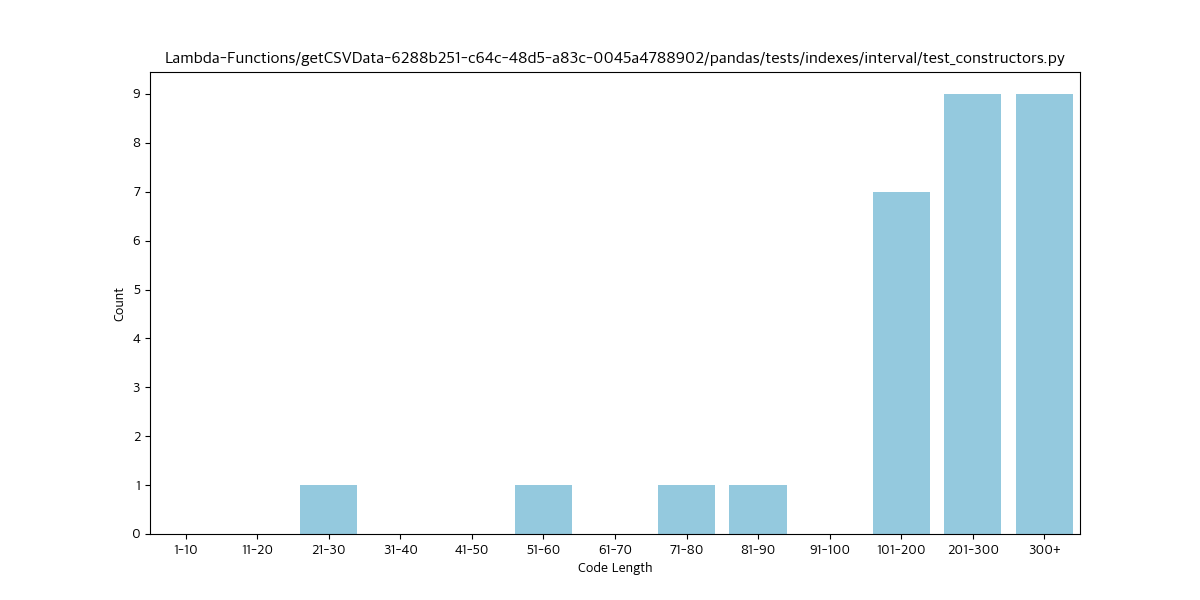 Lambda-Functions/getCSVData-6288b251-c64c-48d5-a83c-0045a4788902/pandas/tests/indexes/interval/test_constructors.py
9
8
7
6
5
4
3
2
1
0
Count
1-10 11-20 21-30 31-40 41-50 51-60 61-70 71-80 81-90 91-100 101-200 201-300 300+
Code Length